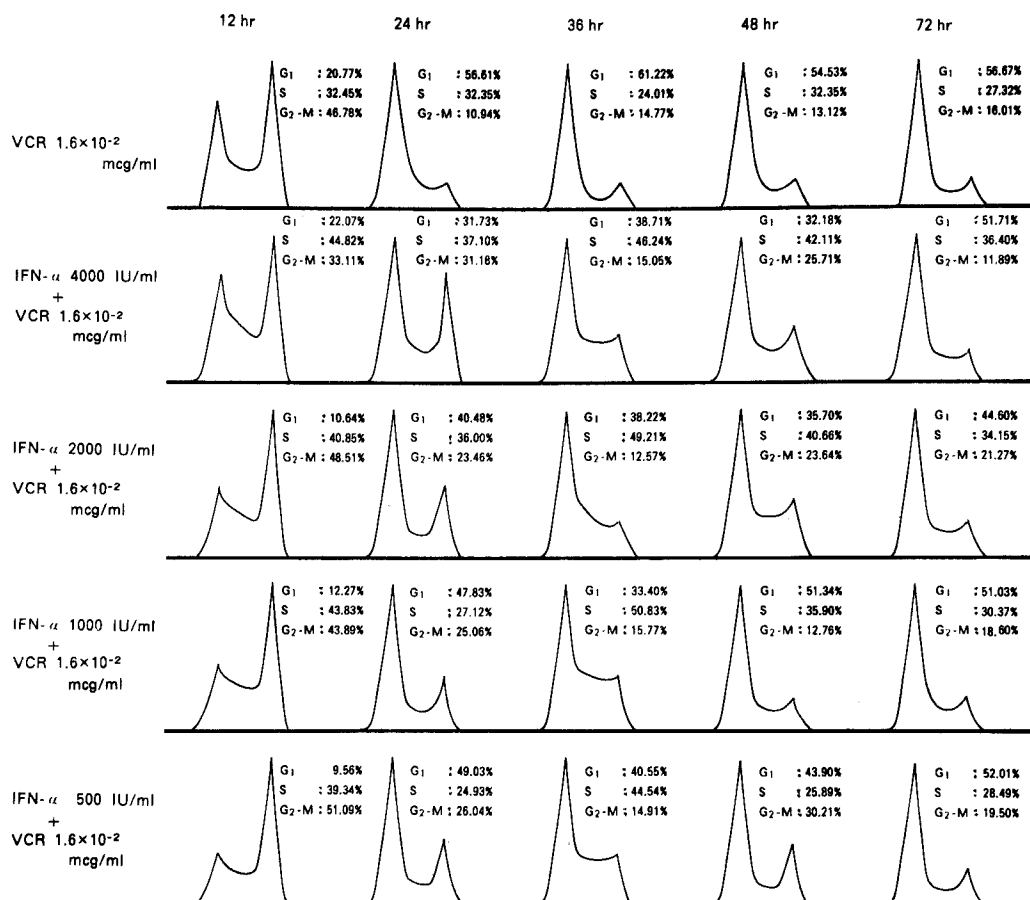 12 hr 24 hr 36 hr 48 hr 72 hr
VCR 1.6×10⁻²
mcg/ml
G₁ : 20.77%
S : 32.45%
G₂-M : 46.78%
G₁ : 56.61%
S : 32.35%
G₂-M : 10.94%
G₁ : 61.22%
S : 24.01%
G₂-M : 14.77%
G₁ : 54.53%
S : 32.35%
G₂-M : 13.12%
G₁ : 56.67%
S : 27.32%
G₂-M : 16.01%
IFN-α 4000 IU/ml
+
VCR 1.6×10⁻²
mcg/ml
G₁ : 22.07%
S : 44.82%
G₂-M : 33.11%
G₁ : 31.73%
S : 37.10%
G₂-M : 31.18%
G₁ : 38.71%
S : 46.24%
G₂-M : 15.05%
G₁ : 32.18%
S : 42.11%
G₂-M : 25.71%
G₁ : 51.71%
S : 36.40%
G₂-M : 11.89%
IFN-α 2000 IU/ml
+
VCR 1.6×10⁻²
mcg/ml
G₁ : 10.64%
S : 40.85%
G₂-M : 48.51%
G₁ : 40.48%
S : 36.00%
G₂-M : 23.46%
G₁ : 38.22%
S : 49.21%
G₂-M : 12.57%
G₁ : 35.70%
S : 40.66%
G₂-M : 23.64%
G₁ : 44.60%
S : 34.15%
G₂-M : 21.27%
IFN-α 1000 IU/ml
+
VCR 1.6×10⁻²
mcg/ml
G₁ : 12.27%
S : 43.83%
G₂-M : 43.89%
G₁ : 47.83%
S : 27.12%
G₂-M : 25.06%
G₁ : 33.40%
S : 50.83%
G₂-M : 15.77%
G₁ : 51.34%
S : 35.90%
G₂-M : 12.76%
G₁ : 51.03%
S : 30.37%
G₂-M : 18.60%
IFN-α 500 IU/ml
+
VCR 1.6×10⁻²
mcg/ml
G₁ 9.56%
S : 39.34%
G₂-M : 51.09%
G₁ : 49.03%
S : 24.93%
G₂-M : 26.04%
G₁ : 40.55%
S : 44.54%
G₂-M : 14.91%
G₁ : 43.90%
S : 25.89%
G₂-M : 30.21%
G₁ : 52.01%
S : 28.49%
G₂-M : 19.50%